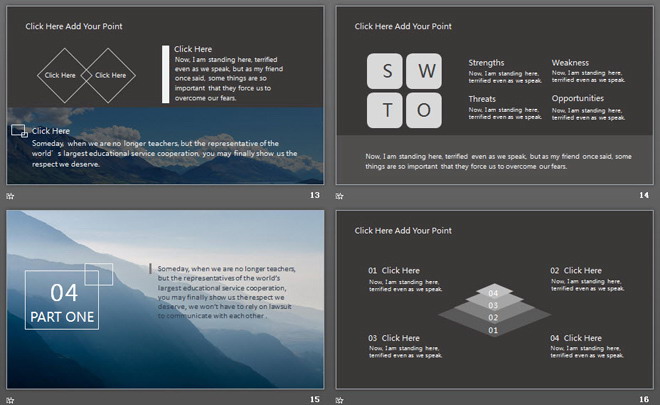 Click Here Add Your Point
Click Here
Click Here
Click Here
Now, I am standing here, terrified
even as we speak, but as my friend
once said, some things are so
important that they force us to
overcome our fears.
Click Here
Someday, when we are no longer teachers, but the representative of the
world’s largest educational service cooperation, you may finally show us the
respect we deserve.
13
Click Here Add Your Point
S W
T O
Strengths
Now, I am standing here,
terrified even as we speak.
Weakness
Now, I am standing here,
terrified even as we speak.
Threats
Now, I am standing here,
terrified even as we speak.
Opportunities
Now, I am standing here,
terrified even as we speak.
Now, I am standing here, terrified even as we speak, but as my friend once said, some
things are so important that they force us to overcome our fears.
14
04
PART ONE
Someday, when we are no longer teachers,
but the representatives of the world's
largest educational service cooperation,
you may finally show us the respect we
deserve, we won't have to rely on lawsuit
to communicate with each other.
15
Click Here Add Your Point
01 Click Here
Now, I am standing here,
terrified even as we speak.
02 Click Here
Now, I am standing here,
terrified even as we speak.
04
03
02
01
03 Click Here
Now, I am standing here,
terrified even as we speak.
04 Click Here
Now, I am standing here,
terrified even as we speak.
16